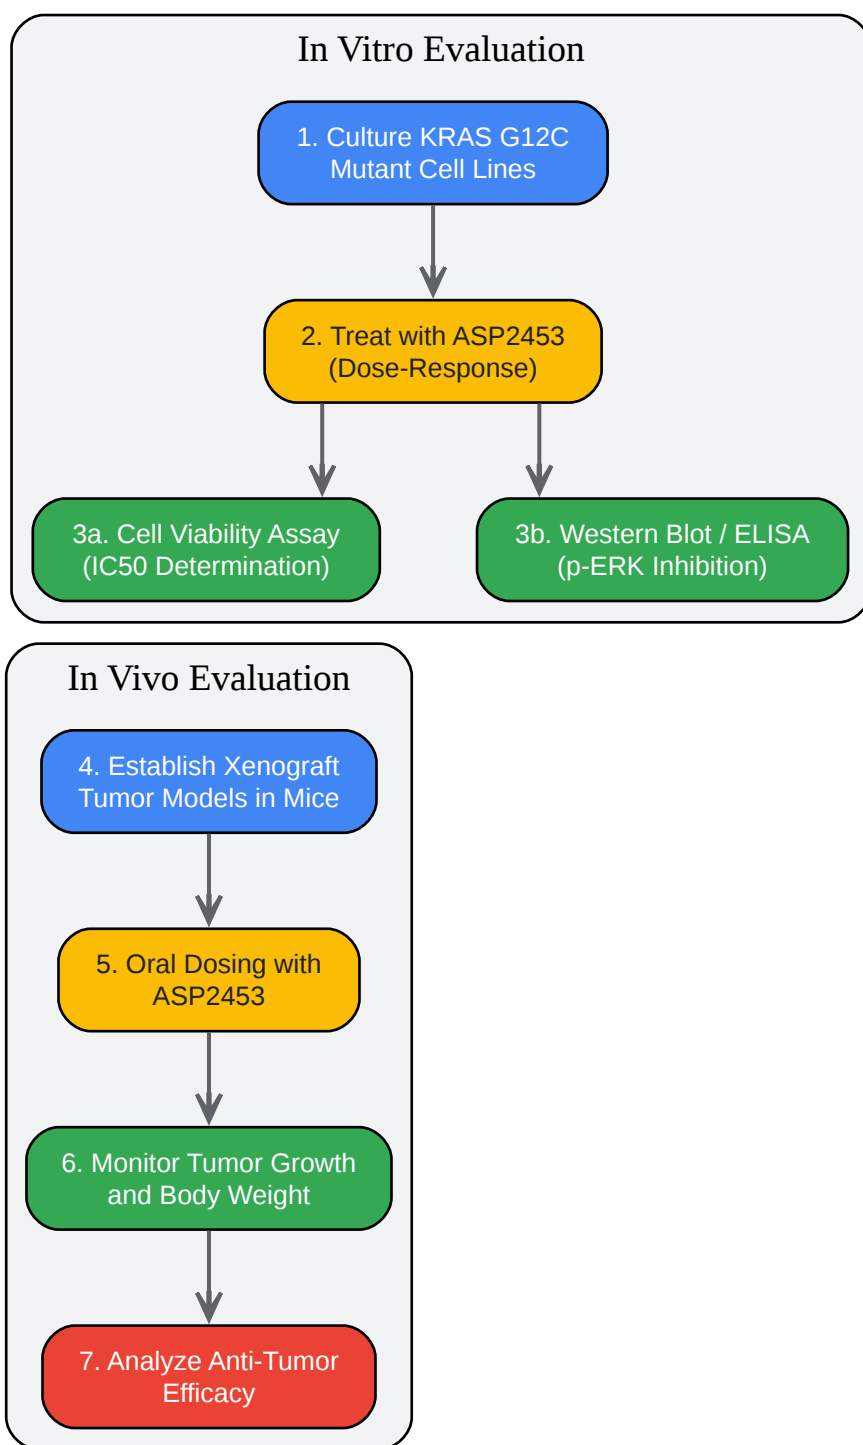 In Vitro Evaluation
1. Culture KRAS G12C
Mutant Cell Lines
2. Treat with ASP2453
(Dose-Response)
3a. Cell Viability Assay
(IC50 Determination)
3b. Western Blot / ELISA
(p-ERK Inhibition)
In Vivo Evaluation
4. Establish Xenograft
Tumor Models in Mice
5. Oral Dosing with
ASP2453
6. Monitor Tumor Growth
and Body Weight
7. Analyze Anti-Tumor
Efficacy